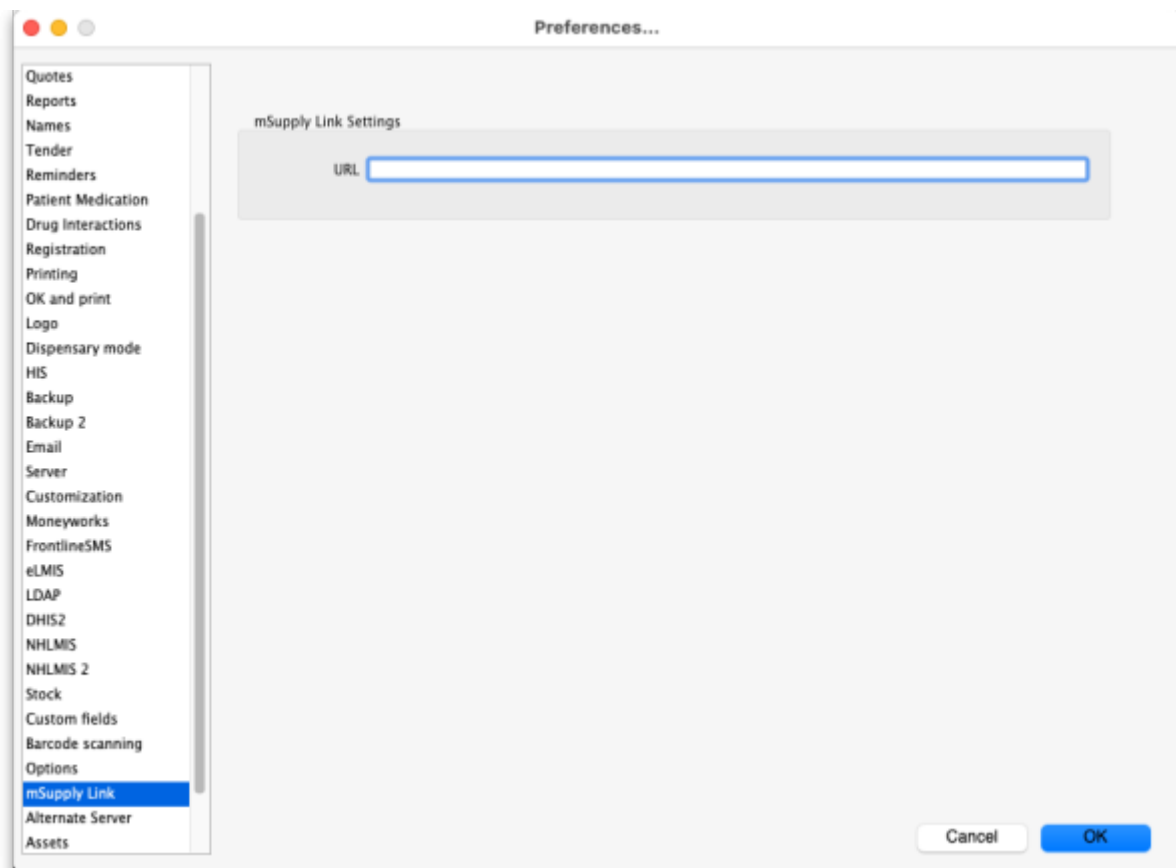 Preferences...
Quotes
Reports
Names
Tender
Reminders
Patient Medication
Drug Interactions
Registration
Printing
OK and print
Logo
Dispensary mode
HIS
Backup
Backup 2
Email
Server
Customization
Moneyworks
FrontlineSMS
eLMIS
LDAP
DHIS2
NHLMIS
NHLMIS 2
Stock
Custom fields
Barcode scanning
Options
mSupply Link
Alternate Server
Assets
mSupply Link Settings
URL
Cancel
OK